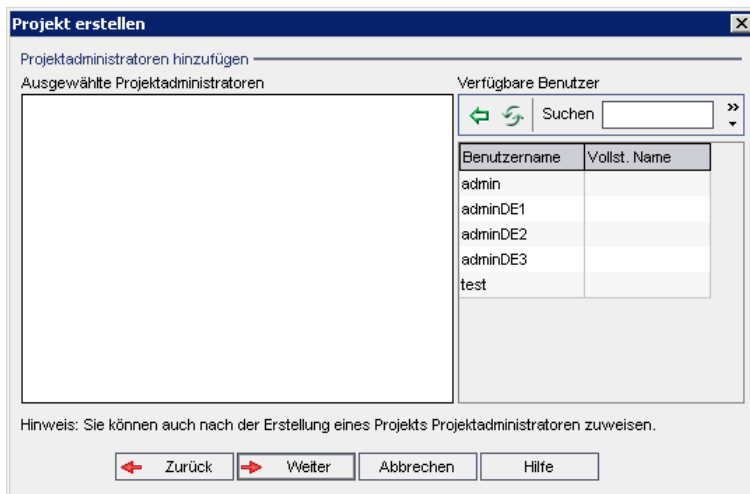 Projekt erstellen
Projektadministratoren hinzufügen
Ausgewählte Projektadministratoren
Verfügbare Benutzer
Suchen
Benutzername Vollst. Name
admin
adminDE1
adminDE2
adminDE3
test
Hinweis: Sie können auch nach der Erstellung eines Projekts Projektadministratoren zuweisen.
Zurück Weiter Abbrechen Hilfe